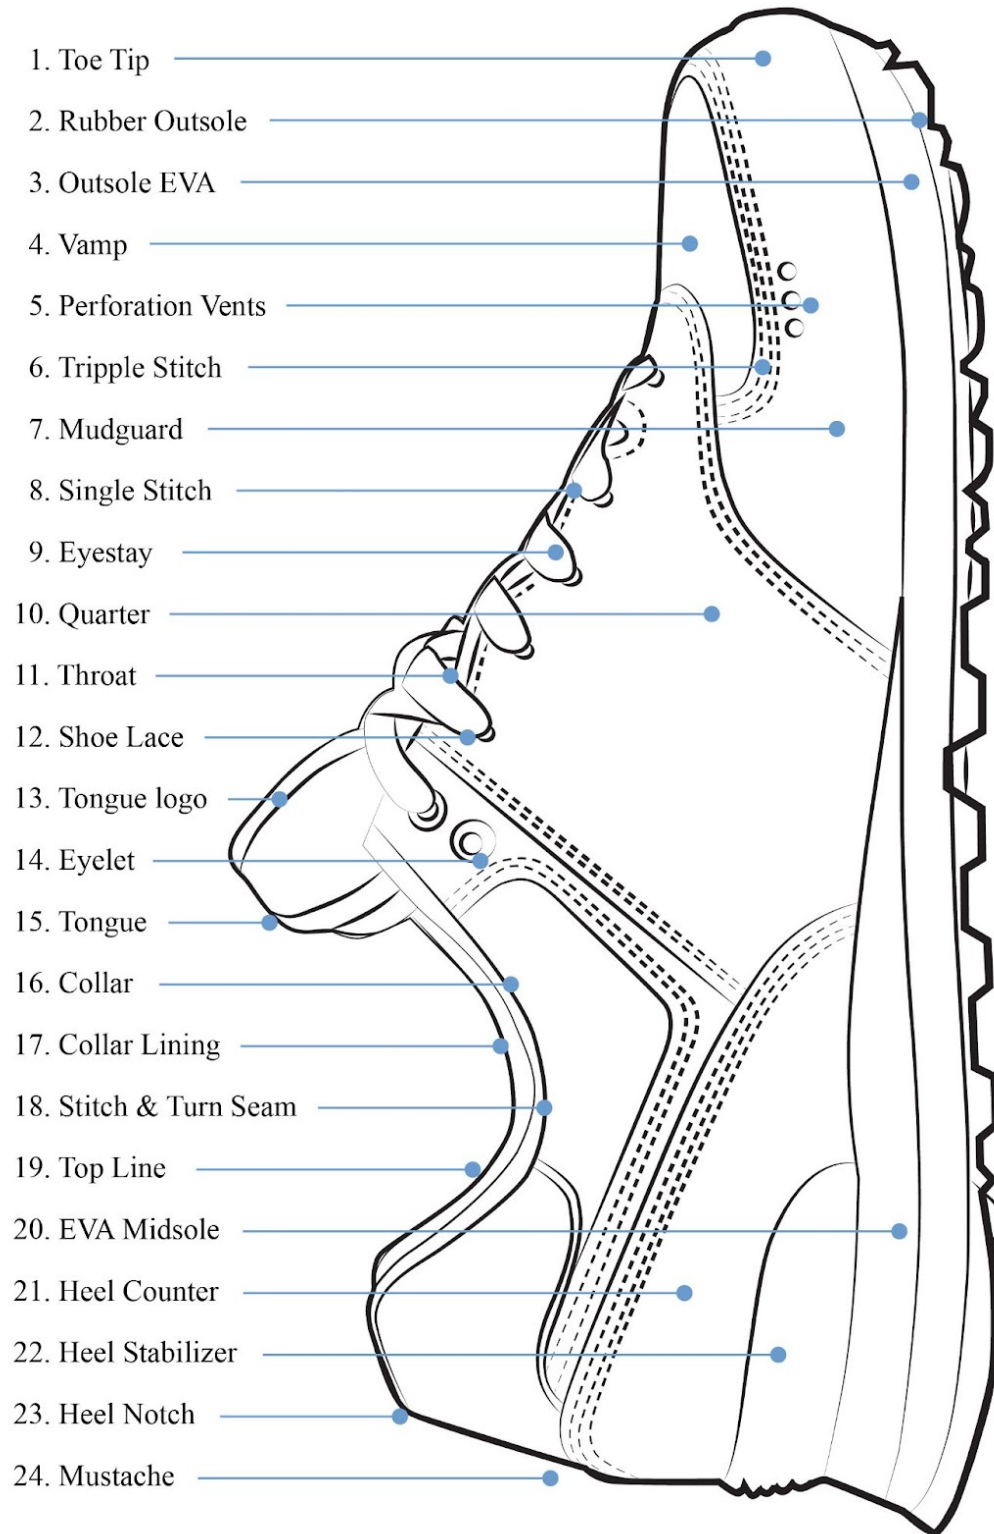 1. Toe Tip
2. Rubber Outsole
3. Outsole EVA
4. Vamp
5. Perforation Vents
6. Tripple Stitch
7. Mudguard
8. Single Stitch
9. Eyestay
10. Quarter
11. Throat
12. Shoe Lace
13. Tongue logo
14. Eyelet
15. Tongue
16. Collar
17. Collar Lining
18. Stitch & Turn Seam
19. Top Line
20. EVA Midsole
21. Heel Counter
22. Heel Stabilizer
23. Heel Notch
24. Mustache